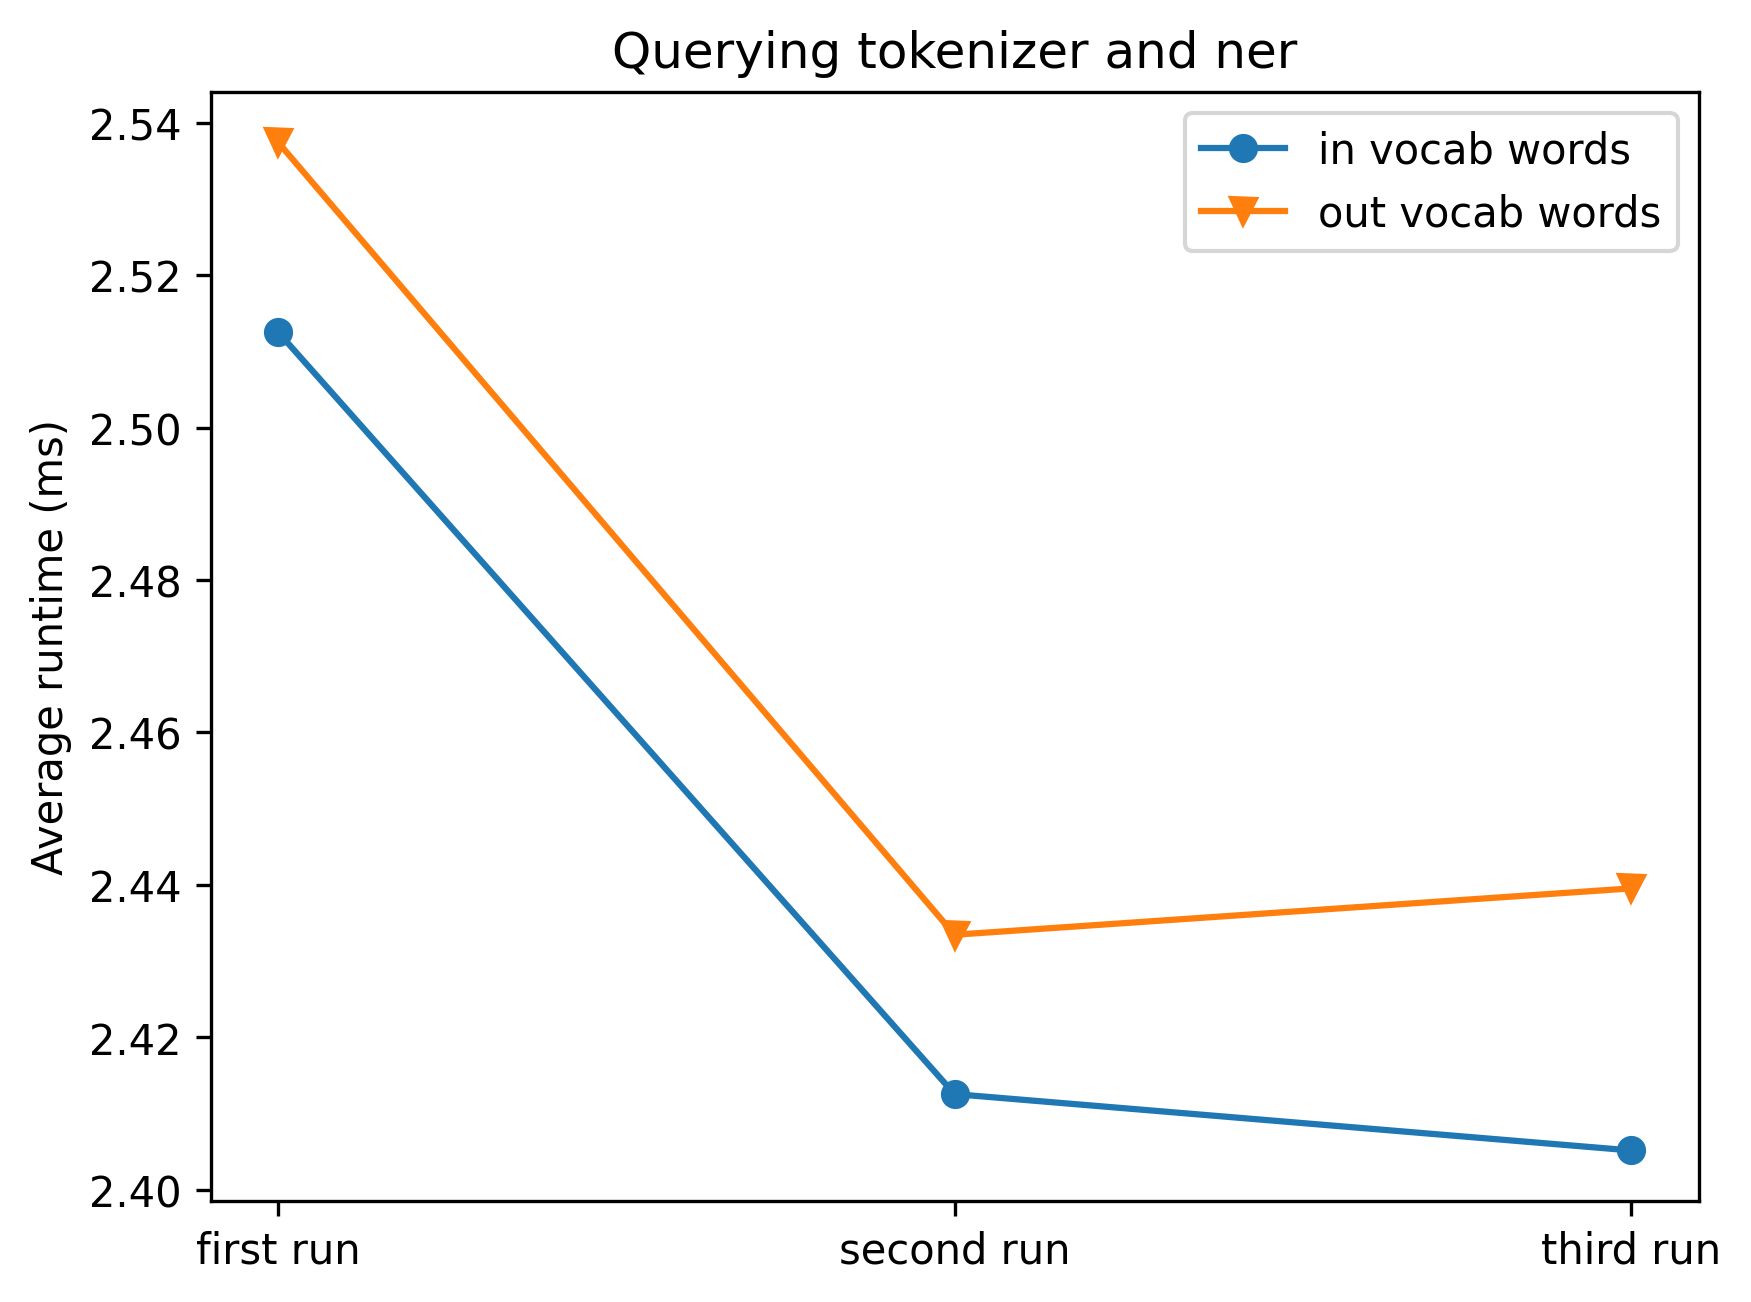 Querying tokenizer and ner
in vocab words
out vocab words
Average runtime (ms)
2.54
2.52
2.50
2.48
2.46
2.44
2.42
2.40
first run
second run
third run